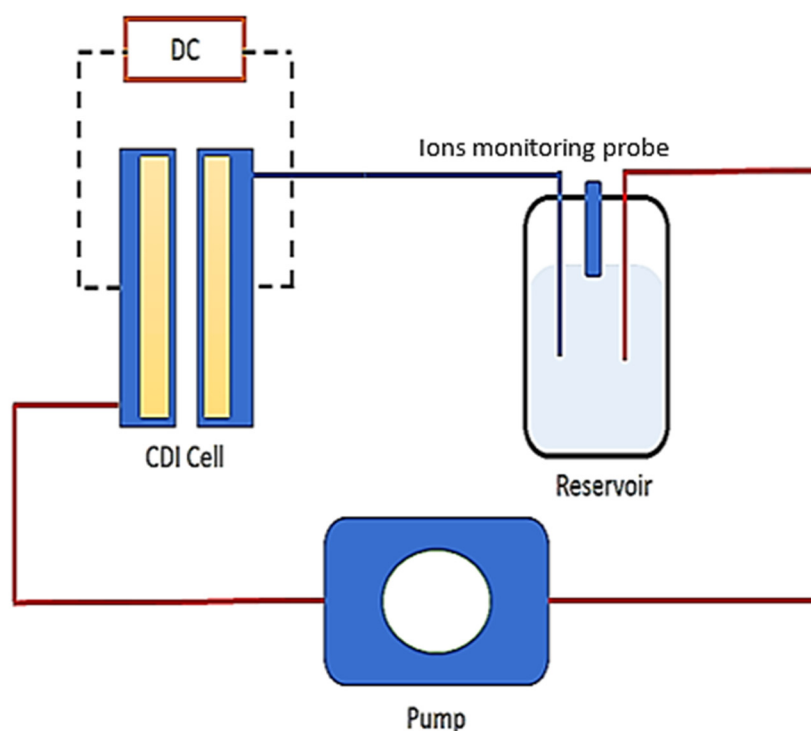 DC
Ions monitoring probe
CDI Cell
Reservoir
Pump